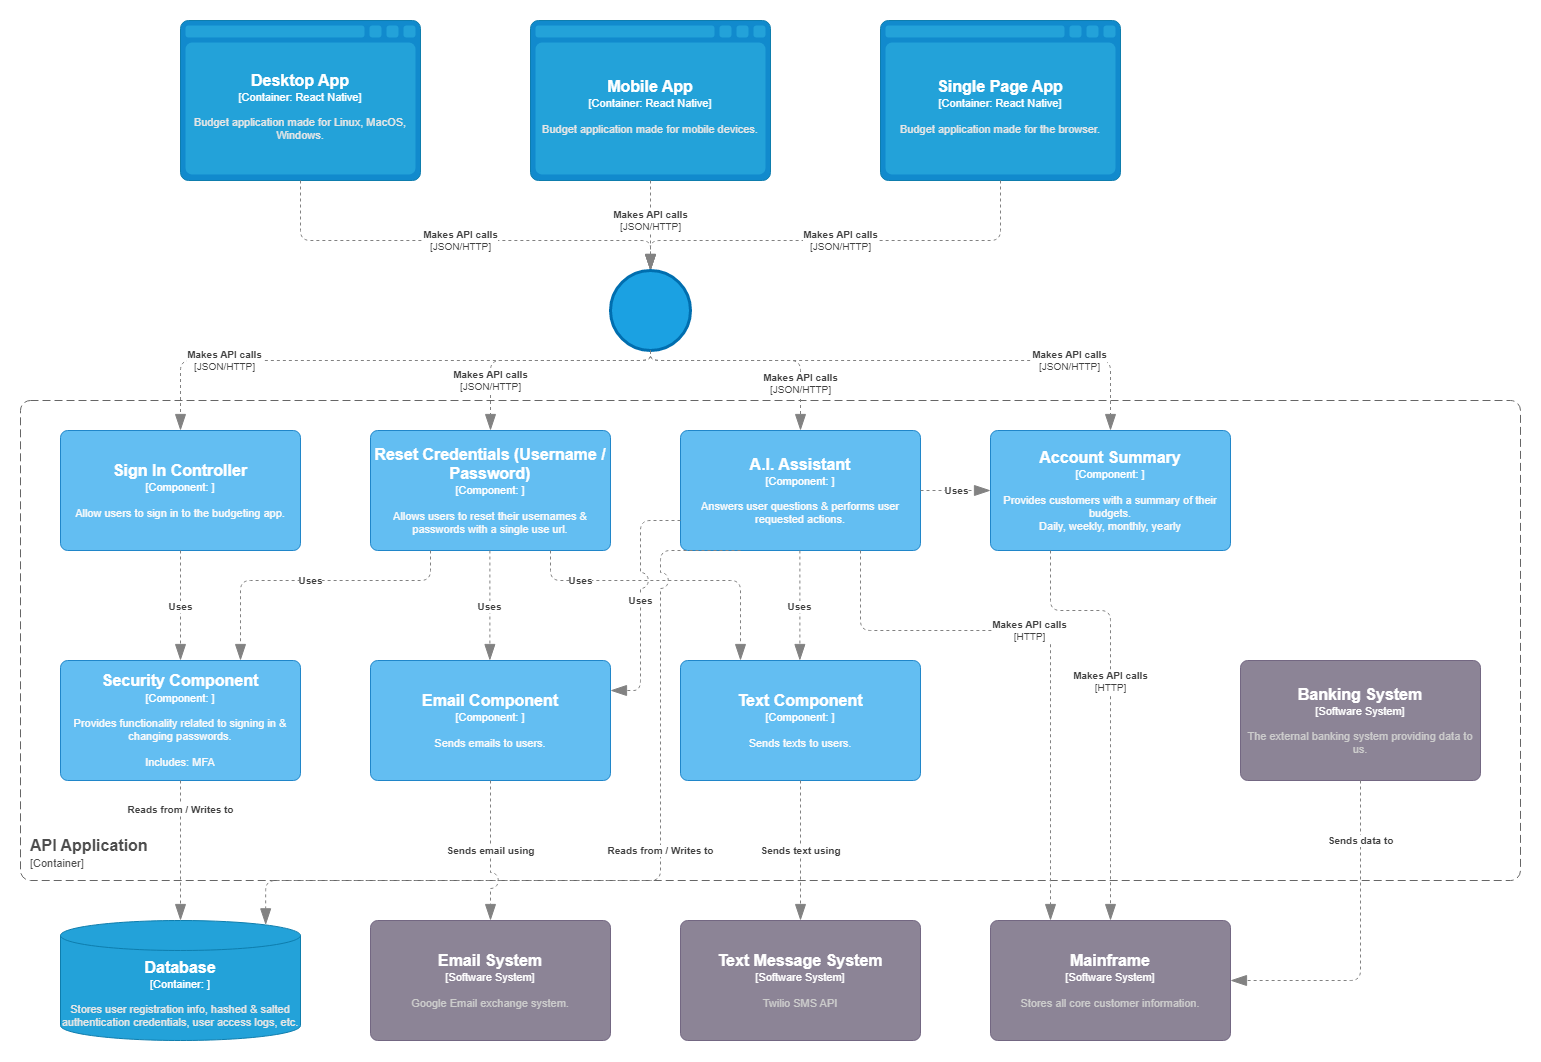 Desktop App
[Container: React Native]
Budget application made for Linux, MacOS,
Windows.
Mobile App
[Container: React Native]
Budget application made for mobile devices.
Single Page App
[Container: React Native]
Budget application made for the browser.
Makes API calls
[JSON/HTTP]
Makes API calls
[JSON/HTTP]
Makes API calls
[JSON/HTTP]
Makes API calls
[JSON/HTTP]
Makes API calls
[JSON/HTTP]
Makes API calls
[JSON/HTTP]
Makes API calls
[JSON/HTTP]
Sign In Controller
[Component: ]
Allow users to sign in to the budgeting app.
Reset Credentials (Username /
Password)
[Component: ]
Allows users to reset their usernames &
passwords with a single use url.
A.I. Assistant
[Component: ]
Answers user questions & performs user
requested actions.
Uses
Account Summary
[Component: ]
Provides customers with a summary of their
budgets.
Daily, weekly, monthly, yearly
Uses
Uses
Uses
Uses
Uses
Uses
Makes API calls
[HTTP]
Makes API calls
[HTTP]
Security Component
[Component: ]
Provides functionality related to signing in &
changing passwords.
Includes: MFA
Email Component
[Component: ]
Sends emails to users.
Text Component
[Component: ]
Sends texts to users.
Banking System
[Software System]
The external banking system providing data to
us.
Reads from / Writes to
Sends email using
Reads from / Writes to
Sends text using
Sends data to
API Application
[Container]
Database
[Container: ]
Stores user registration info, hashed & salted
authentication credentials, user access logs, etc.
Email System
[Software System]
Google Email exchange system.
Text Message System
[Software System]
Twilio SMS API
Mainframe
[Software System]
Stores all core customer information.